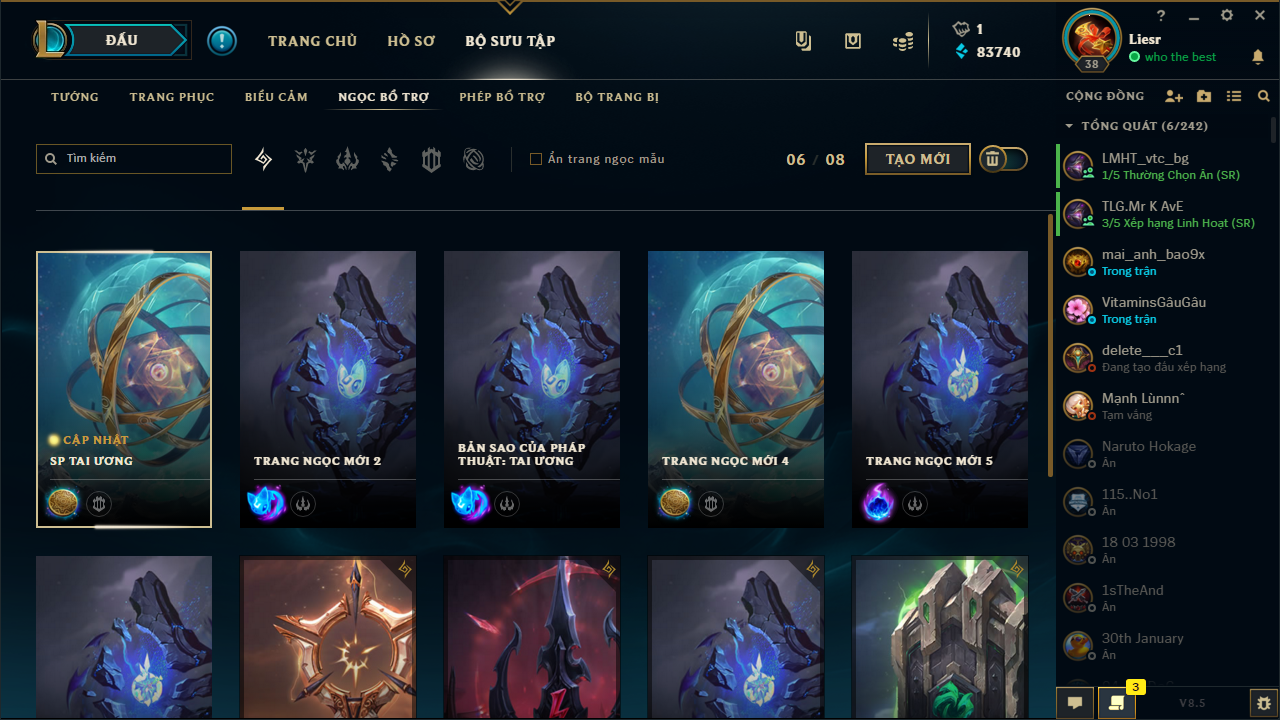 ĐẤU
TRANG CHỦ
HỒ SƠ
BỘ SƯU TẬP
1
83740
38
Liesr
who the best
TƯỚNG
TRANG PHỤC
BIỂU CẢM
NGỌC BỔ TRỢ
PHÉP BỔ TRỢ
BỘ TRANG BỊ
Tìm kiếm
Ẩn trang ngọc mẫu
06 / 08
TẠO MỚI
CẬP NHẬT
SP TAI ƯƠNG
TRANG NGỌC MỚI 2
BẢN SAO CỦA PHÁP
THUẬT: TAI ƯƠNG
TRANG NGỌC MỚI 4
TRANG NGỌC MỚI 5
CỘNG ĐỒNG
TỔNG QUÁT (6/242)
LMHT_vtc_bg
1/5 Thường Chọn Ẩn (SR)
TLG.Mr K AvE
3/5 Xếp hạng Linh Hoạt (SR)
mai_anh_bao9x
Trong trận
VitaminsGâuGâu
Trong trận
delete___c1
Đang tạo đấu xếp hạng
Mạnh Lùnnnˆ
Tạm vắng
Naruto Hokage
Ẩn
115..No1
Ẩn
18 03 1998
Ẩn
1sTheAnd
Ẩn
30th January
Ẩn
3
V8.5